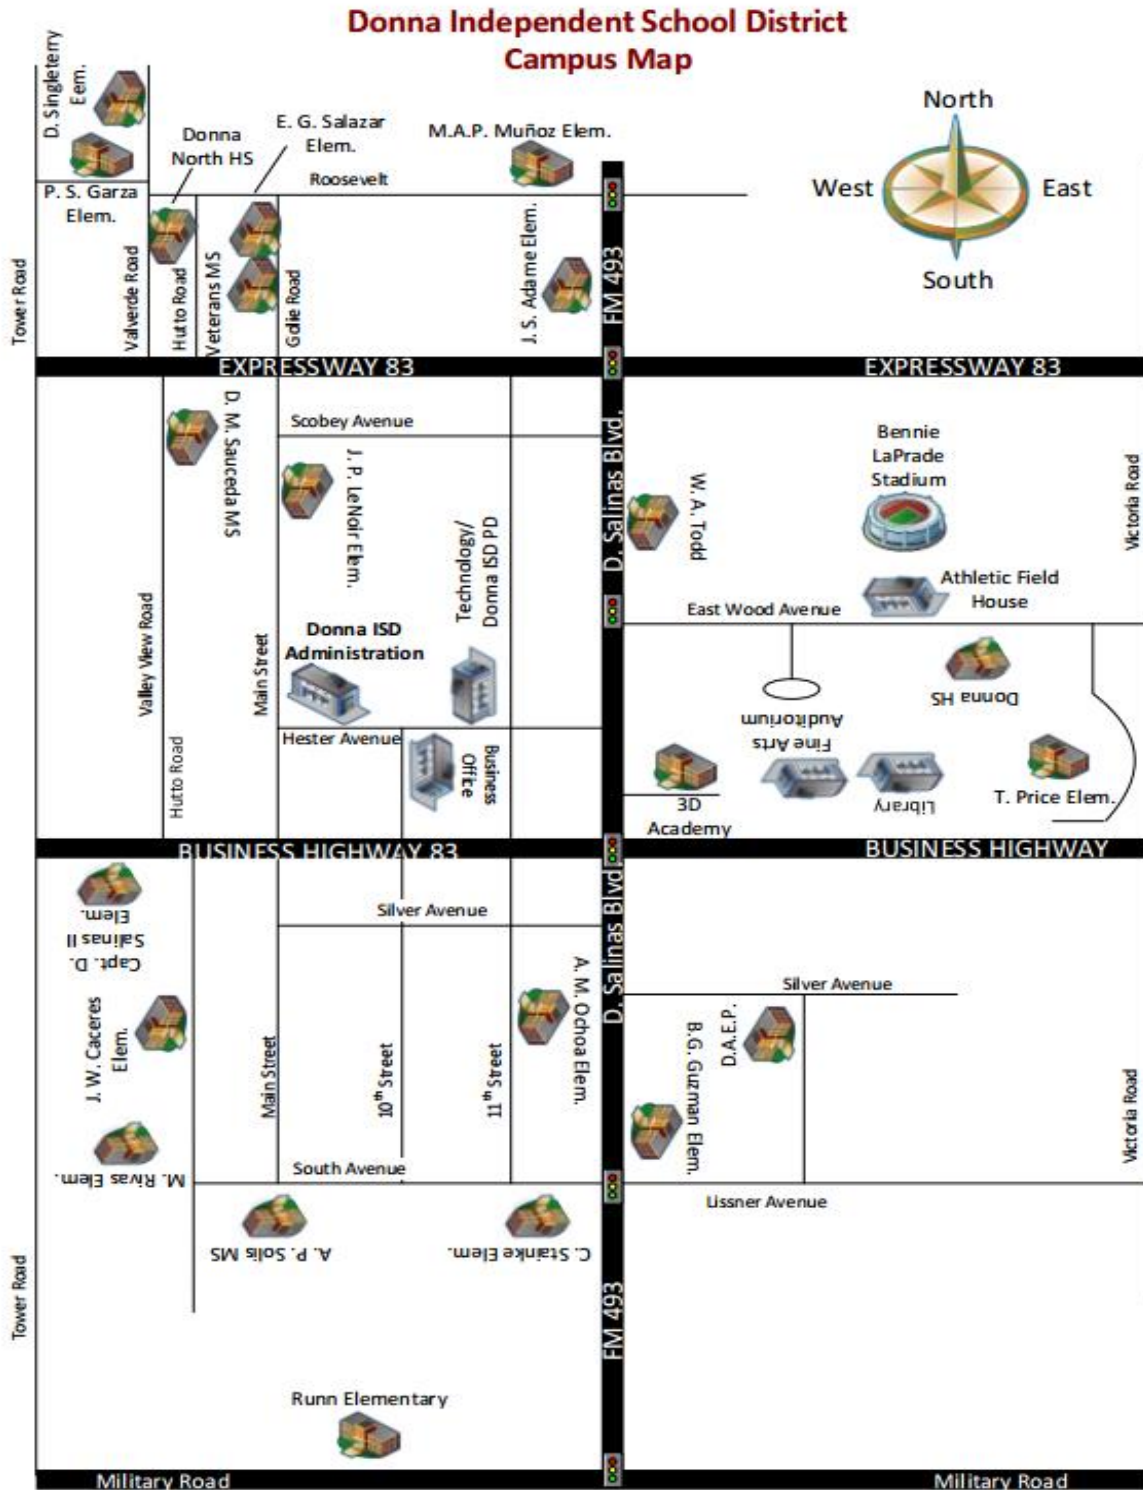 Donna Independent School District
Campus Map
D. Singleterry
Eem.
Donna
North HS
E. G. Salazar
Elem.
M.A.P. Muñoz Elem.
North
West
East
South
Roosevelt
P. S. Garza
Elem.
Tower Road
Valverde Road
Hutto Road
Veterans MS
Golie Road
J. S. Adame Elem.
FM 493
EXPRESSWAY 83
EXPRESSWAY 83
D. M. Sauceda MS
Scobey Avenue
J. P. LeNoir Elem.
Technology/
Donna ISD PD
D. Salinas Blvd.
W. A. Todd
Bennie
LaPrade
Stadium
Victoria Road
Athletic Field
House
East Wood Avenue
Valley View Road
Main Street
Donna ISD
Administration
Donna HS
Fine Arts
Auditorium
Hester Avenue
Hutto Road
Business
Office
3D
Academy
Library
T. Price Elem.
BUSINESS HIGHWAY 83
BUSINESS HIGHWAY
Capt. D.
Salinas II
Elem.
Silver Avenue
D. Salinas Blvd
J. W. Caceres
Elem.
Main Street
10th Street
11th Street
A. M. Ochoa Elem.
Silver Avenue
D.A.E.P.
B.G. Guzman Elem.
Victoria Road
M. Rivas Elem.
South Avenue
Lissner Avenue
A. P. Solis MS
C. Stainke Elem.
Tower Road
FM 493
Runn Elementary
Military Road
Military Road